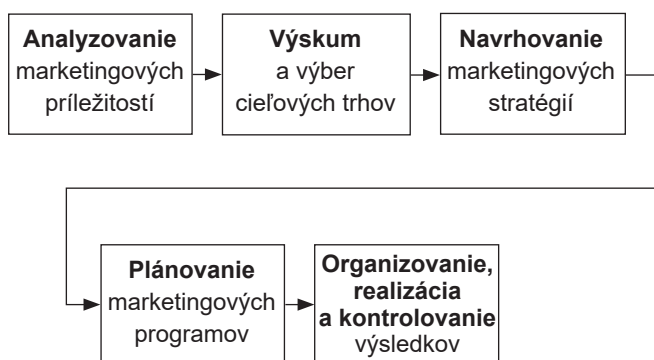 Analyzovanie
marketingových
príležitostí
Výskum
a výber
cieľových trhov
Navrhovanie
marketingových
stratégií
Plánovanie
marketingových
programov
Organizovanie,
realizácia
a kontrolovanie
výsledkov